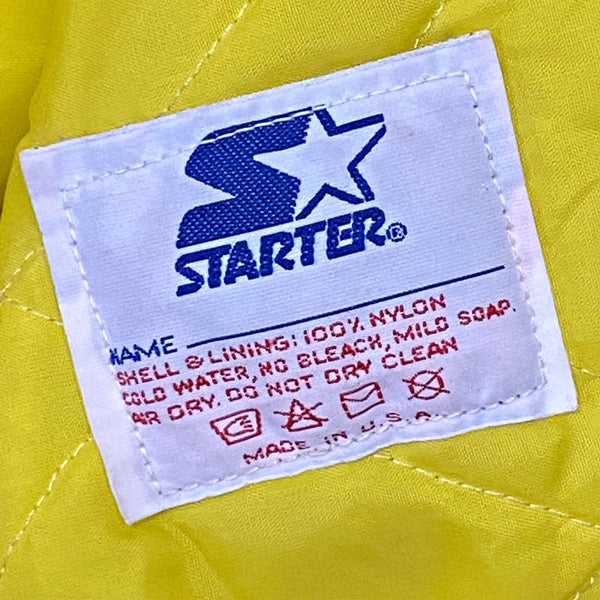 STARTER®
NAME
SHELL & LINING: 100% NYLON
COLD WATER, NO BLEACH, MILD SOAP.
AIR DRY. DO NOT DRY CLEAN
MADE IN U.S.A.